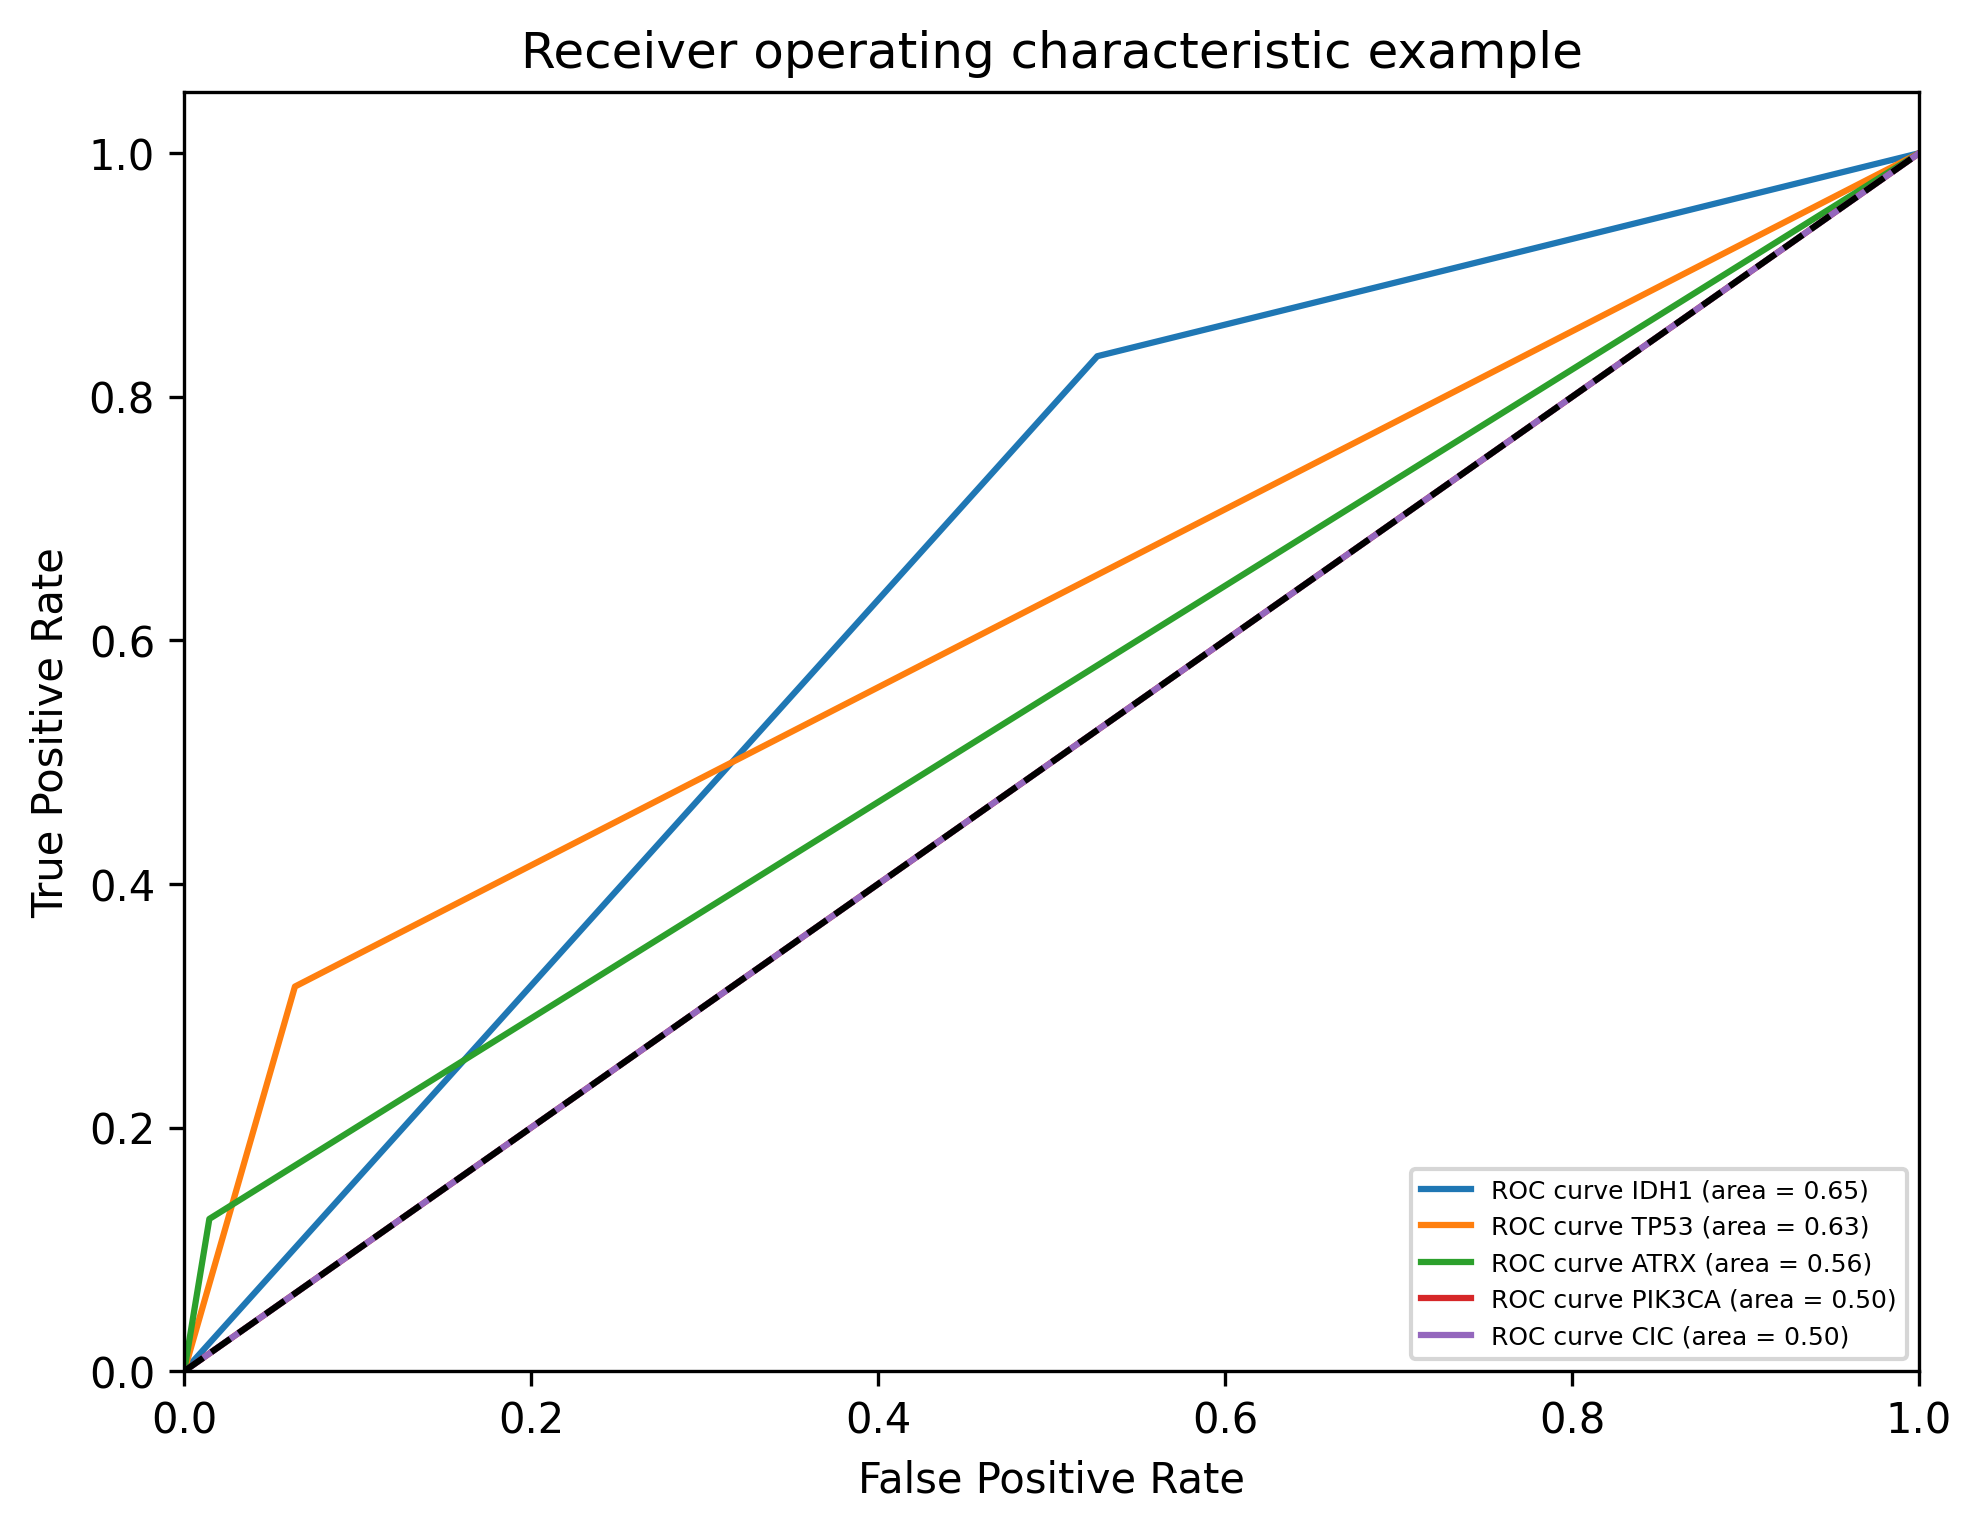 Receiver operating characteristic example
True Positive Rate
1.0
0.8
0.6
0.4
0.2
0.0
ROC curve IDH1 (area = 0.65)
ROC curve TP53 (area = 0.63)
ROC curve ATRX (area = 0.56)
ROC curve PIK3CA (area = 0.50)
ROC curve CIC (area = 0.50)
0.0 0.2 0.4 0.6 0.8 1.0
False Positive Rate